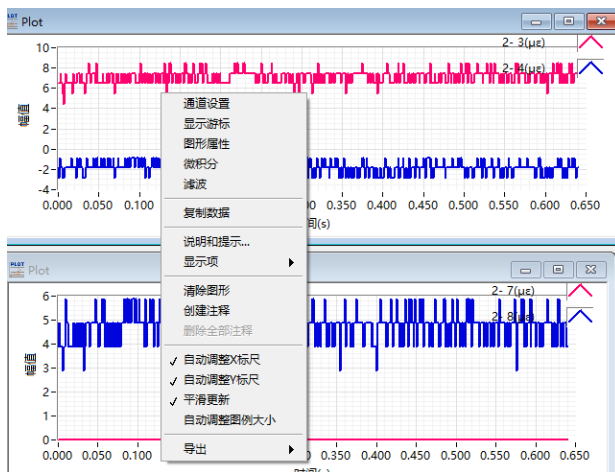 PLOT Plot
2- 3(με)
2- 4(με)
幅值
10-
8-
6-
4-
2-
0-
-2-
-4-
0.000 0.050 0.100 0.300 0.350 0.400 0.450 0.500 0.550 0.600 0.650
间(s)
通道设置
显示游标
图形属性
微积分
滤波
复制数据
说明和提示...
显示项
清除图形
创建注释
删除全部注释
自动调整X标尺
自动调整Y标尺
平滑更新
自动调整图例大小
导出
PLOT Plot
2- 7(με)
2- 8(με)
幅值
6-
5-
4-
3-
2-
1-
0-
0.000 0.050 0.100 0.300 0.350 0.400 0.450 0.500 0.550 0.600 0.650